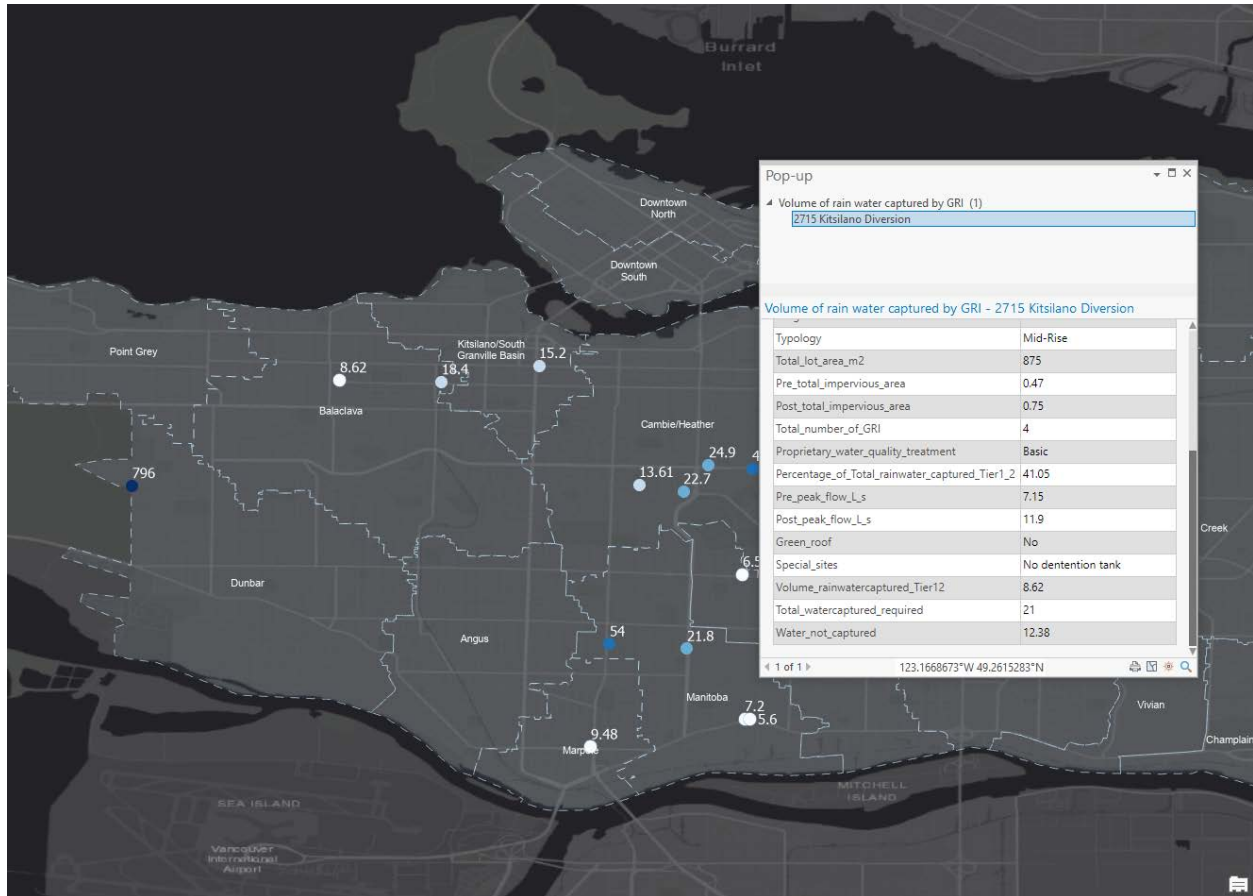 Burrard
Inlet
Downtown
North
Downtown
South
Point Grey
Kitsilano/South
Granville Basin
15.2
8.62
18.4
Balaclava
Cambie/Heather
796
24.9
4
13.61
22.7
6.5
Dunbar
Angus
54
21.8
Manitoba
7.2
5.6
9.48
Marpole
SEA ISLAND
Vancouver
International
Airport
MITCHELL
ISLAND
Creek
Vivian
Champlain
Pop-up
Volume of rain water captured by GRI (1)
2715 Kitsilano Diversion
Volume of rain water captured by GRI - 2715 Kitsilano Diversion
Typology Mid-Rise
Total_lot_area_m2 875
Pre_total_impervious_area 0.47
Post_total_impervious_area 0.75
Total_number_of_GRI 4
Proprietary_water_quality_treatment Basic
Percentage_of_Total_rainwater_captured_Tier1_2 41.05
Pre_peak_flow_L_s 7.15
Post_peak_flow_L_s 11.9
Green_roof No
Special_sites No dentention tank
Volume_rainwatercaptured_Tier12 8.62
Total_watercaptured_required 21
Water_not_captured 12.38
1 of 1 123.1668673°W 49.2615283°N